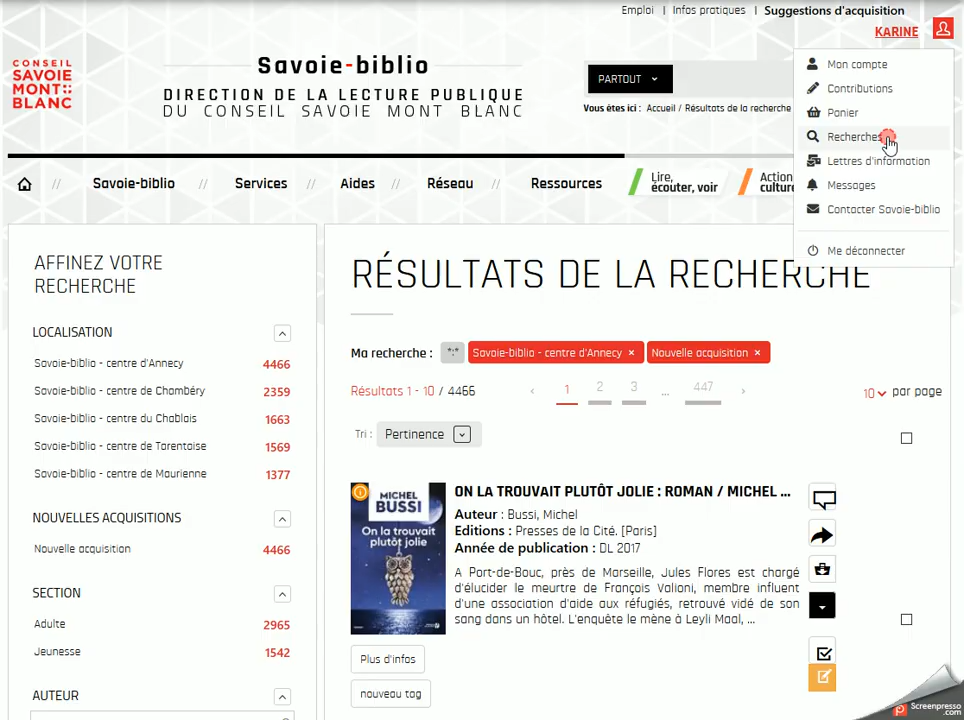 Emploi | Infos pratiques | Suggestions d'acquisition
KARINE
CONSEIL
SAVOIE
MONT
BLANC
Savoie-biblio
DIRECTION DE LA LECTURE PUBLIQUE
DU CONSEIL SAVOIE MONT BLANC
PARTOUT
Vous êtes ici : Accueil / Résultats de la recherche
Mon compte
Contributions
Panier
Recherches
Lettres d'information
Messages
Contacter Savoie-biblio
Me déconnecter
// Savoie-biblio // Services // Aides // Réseau // Ressources
Lire,
écouter, voir
Action
culture
AFFINEZ VOTRE
RECHERCHE
LOCALISATION
Savoie-biblio - centre d'Annecy 4466
Savoie-biblio - centre de Chambéry 2359
Savoie-biblio - centre du Chablais 1663
Savoie-biblio - centre de Tarentaise 1569
Savoie-biblio - centre de Maurienne 1377
NOUVELLES ACQUISITIONS
Nouvelle acquisition 4466
SECTION
Adulte 2965
Jeunesse 1542
AUTEUR
RÉSULTATS DE LA RECHERCHE
Ma recherche : *:* Savoie-biblio - centre d'Annecy × Nouvelle acquisition ×
Résultats 1 - 10 / 4466 ‹ 1 2 3 ... 447 › 10 par page
Tri : Pertinence
MICHEL
BUSSI
On la trouvait
plutôt jolie
ON LA TROUVAIT PLUTÔT JOLIE : ROMAN / MICHEL ...
Auteur : Bussi, Michel
Editions : Presses de la Cité. [Paris]
Année de publication : DL 2017
A Port-de-Bouc, près de Marseille, Jules Flores est chargé
d'élucider le meurtre de François Valioni, membre influent
d'une association d'aide aux réfugiés, retrouvé vidé de son
sang dans un hôtel. L'enquête le mène à Leyli Maal, ...
Plus d'infos
nouveau tag
Screenpresso
.com